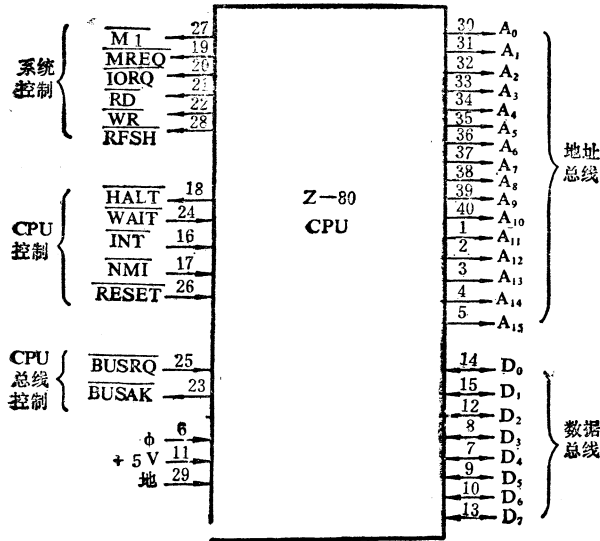 系统
控制
M1 27
MREQ 19
IORQ 20
RD 21
WR 22
RFSH 28
CPU
控制
HALT 18
WAIT 24
INT 16
NMI 17
RESET 26
CPU
总线
控制
BUSRQ 25
BUSAK 23
φ 6
+5V 11
地 29
Z-80
CPU
30 A₀
31 A₁
32 A₂
33 A₃
34 A₄
35 A₅
36 A₆
37 A₇
38 A₈
39 A₉
40 A₁₀
1 A₁₁
2 A₁₂
3 A₁₃
4 A₁₄
5 A₁₅
地址
总线
14 D₀
15 D₁
12 D₂
8 D₃
7 D₄
9 D₅
10 D₆
13 D₇
数据
总线